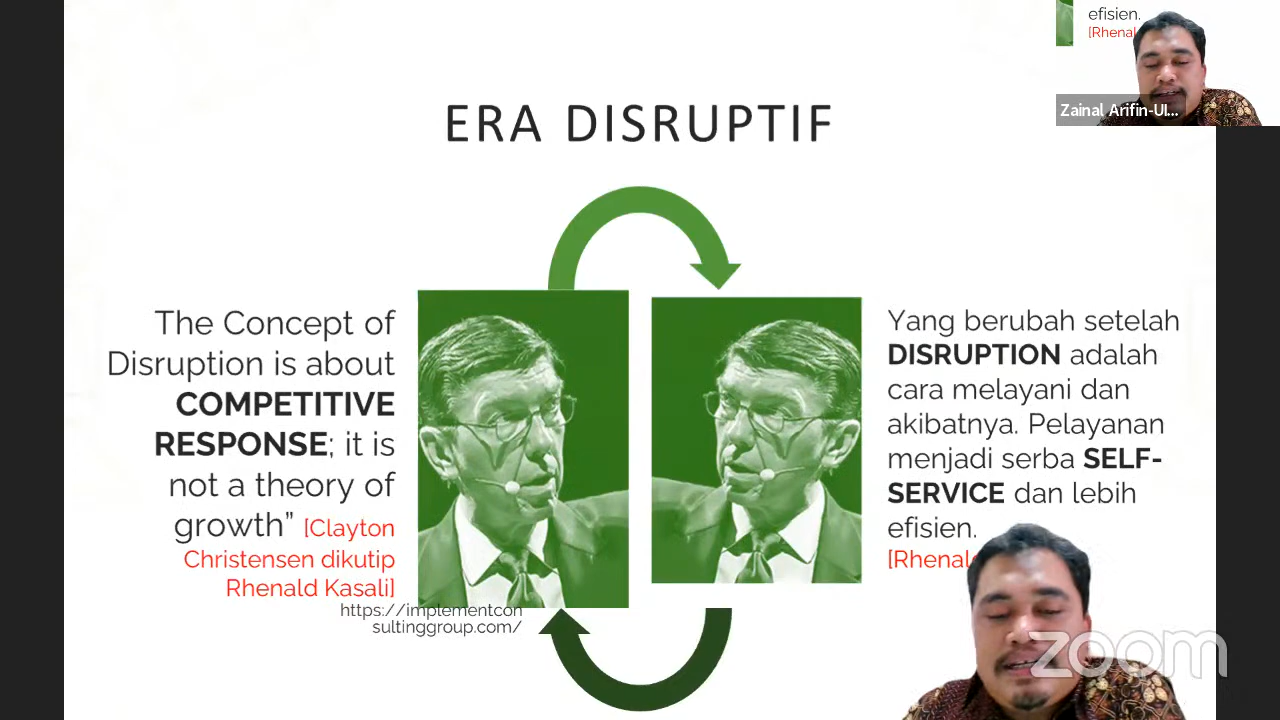 efisien.
[Rhenal
Zainal Arifin-UI...
ERA DISRUPTIF
The Concept of
Disruption is about
COMPETITIVE
RESPONSE; it is
not a theory of
growth” [Clayton
Christensen dikutip
Rhenald Kasali]
https://implementcon
sultinggroup.com/
Yang berubah setelah
DISRUPTION adalah
cara melayani dan
akibatnya. Pelayanan
menjadi serba SELF-
SERVICE dan lebih
efisien.
[Rhenal
zoom